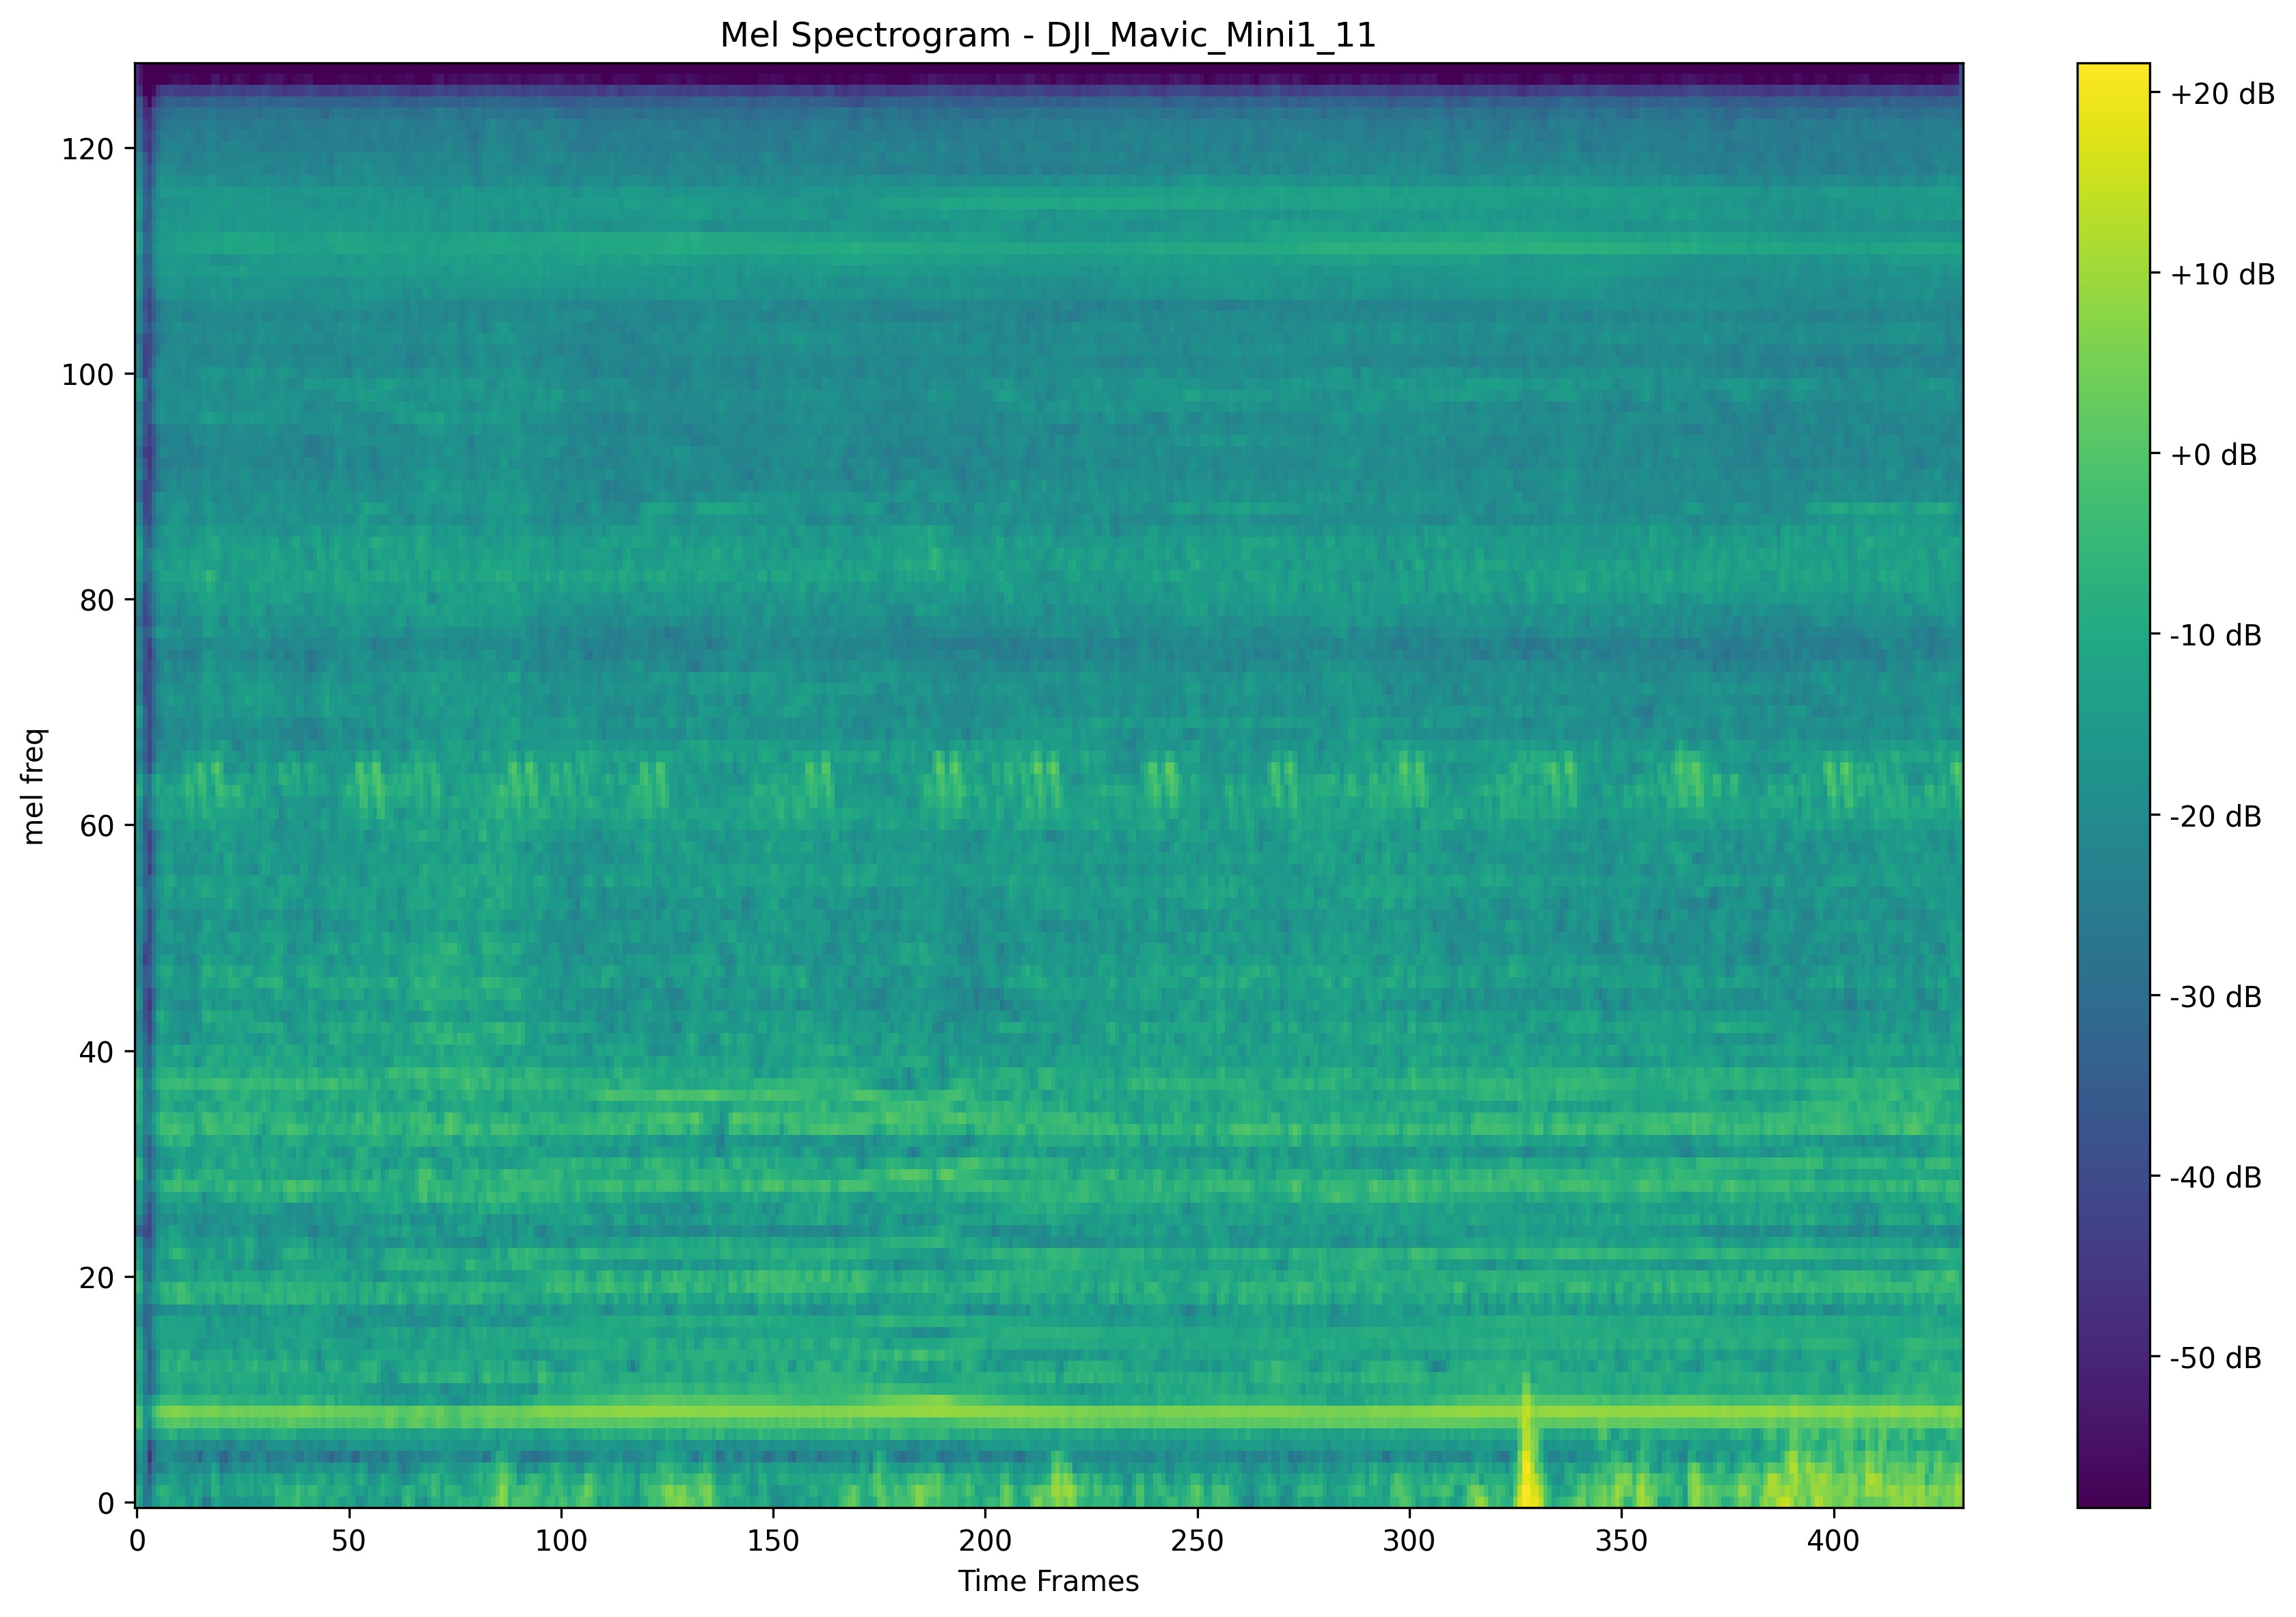 Mel Spectrogram - DJI_Mavic_Mini1_11
mel freq
120
100
80
60
40
20
0
0 50 100 150 200 250 300 350 400
Time Frames
+20 dB
+10 dB
+0 dB
-10 dB
-20 dB
-30 dB
-40 dB
-50 dB